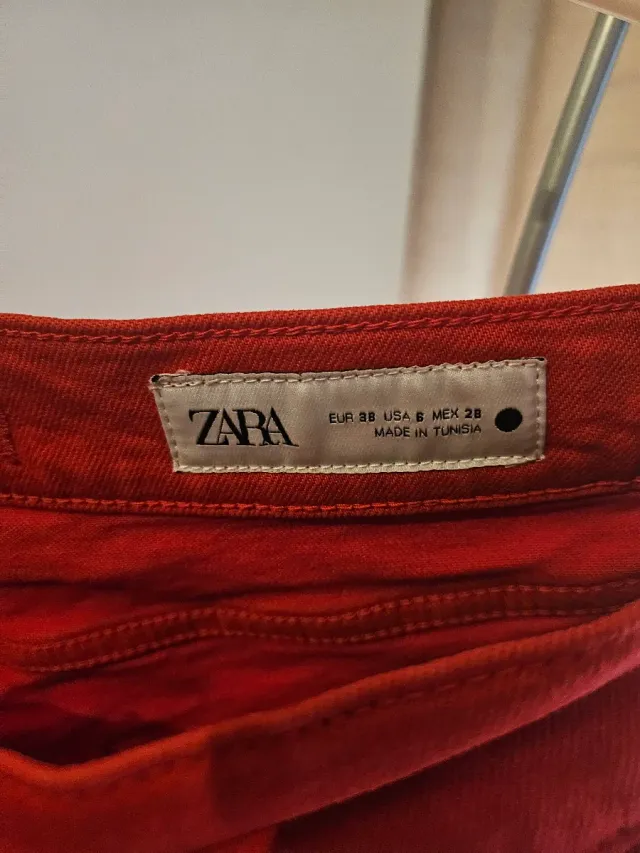 ZARA
EUR 38 USA 6 MEX 28
MADE IN TUNISIA